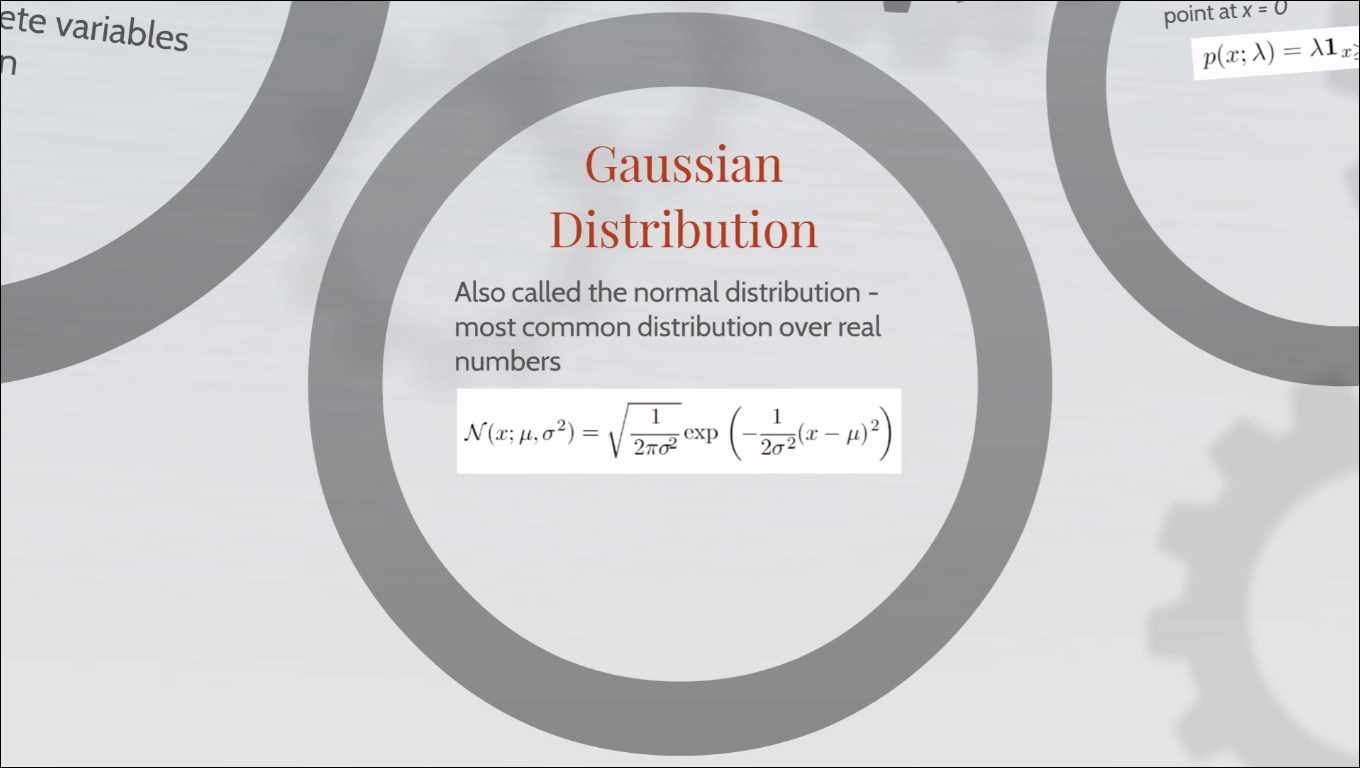 ete variables
n
point at x = 0
p(x; λ) = λ1 x≥
Gaussian
Distribution
Also called the normal distribution -
most common distribution over real
numbers
𝒩(x; μ, σ²) = √(1/(2πσ²)) exp (−1/(2σ²)(x − μ)²)